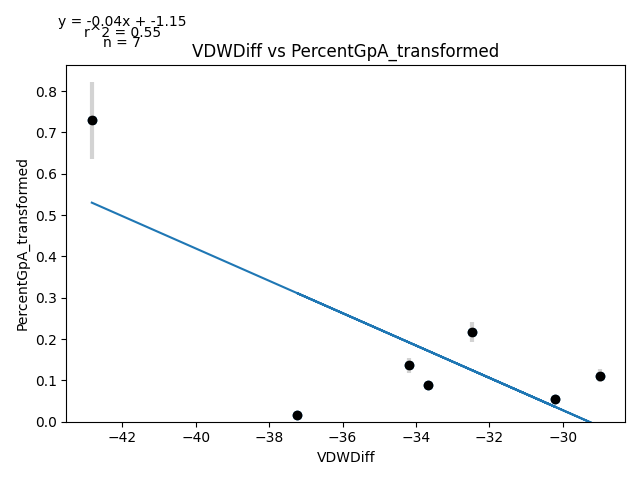 y = -0.04x + -1.15
r^2 = 0.55
n = 7
VDWDiff vs PercentGpA_transformed
PercentGpA_transformed
0.8
0.7
0.6
0.5
0.4
0.3
0.2
0.1
0.0
−42
−40
−38
−36
−34
−32
−30
VDWDiff